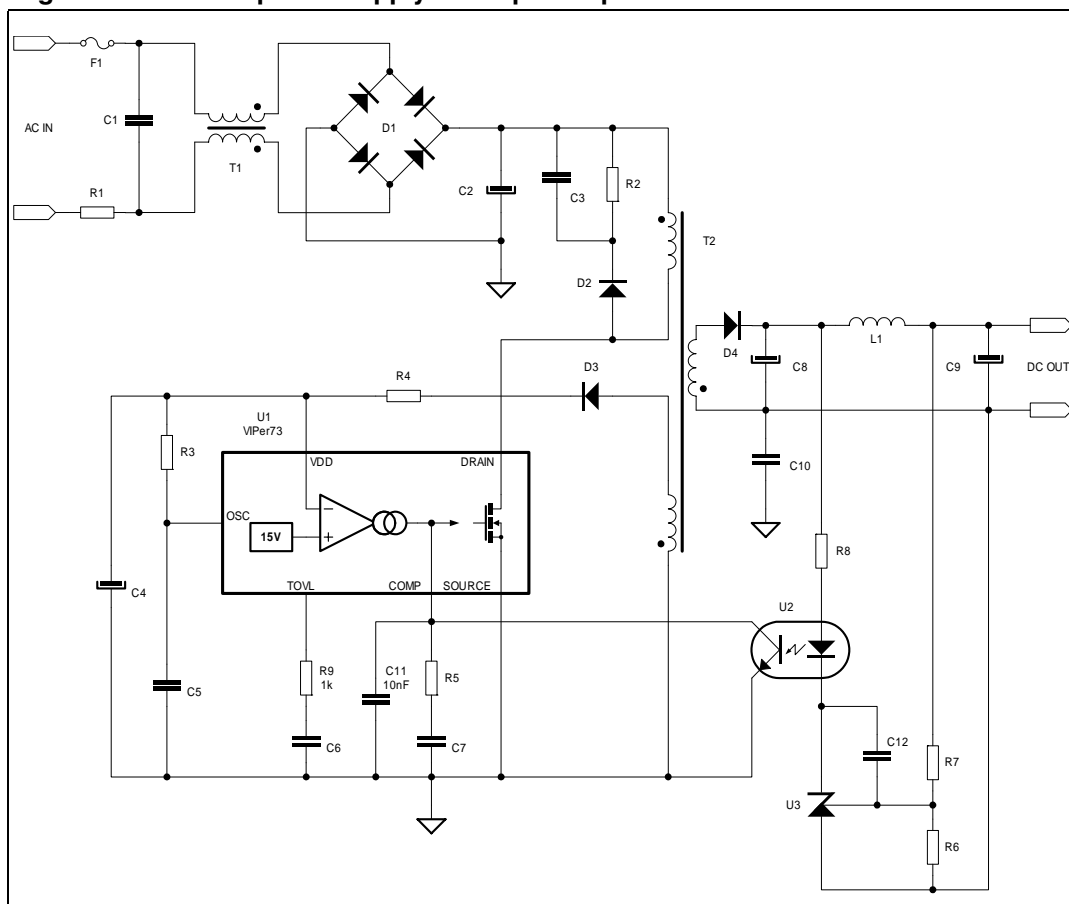 F1
AC IN
C1
T1
R1
D1
C2
C3
R2
D2
T2
D4
C8
L1
C9
DC OUT
C10
R4
D3
U1
VIPer73
R3
VDD
DRAIN
OSC
15V
TOVL
COMP
SOURCE
C4
C5
R9
1k
C6
C11
10nF
R5
C7
R8
U2
C12
R7
U3
R6